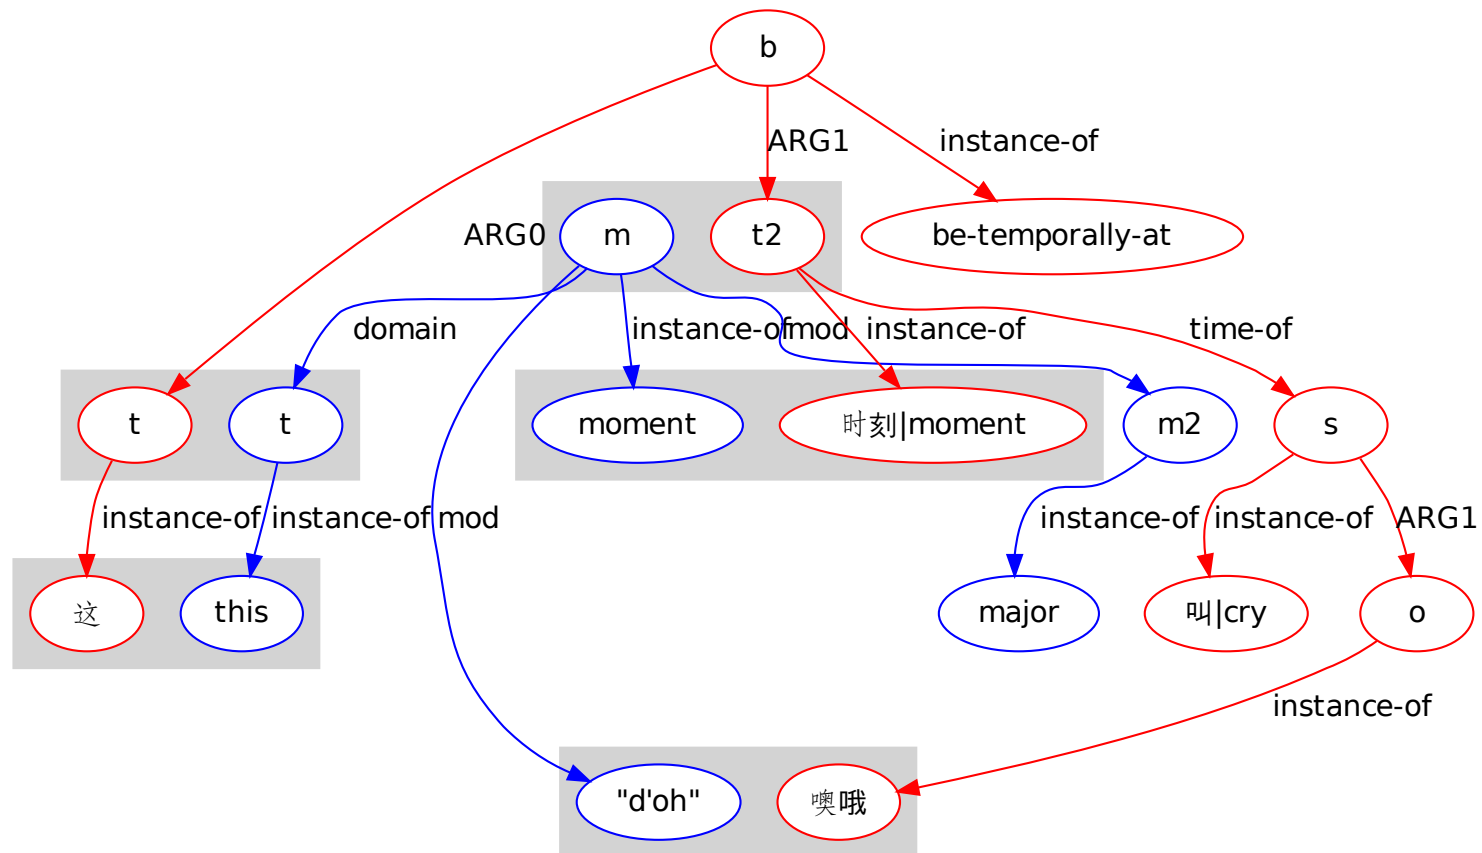 b
ARG1
instance-of
ARG0
m
t2
be-temporally-at
domain
instance-of
mod
instance-of
time-of
t
t
moment
时刻|moment
m2
s
instance-of
instance-of
mod
instance-of
instance-of
ARG1
这
this
major
叫|cry
o
instance-of
"d'oh"
噢哦